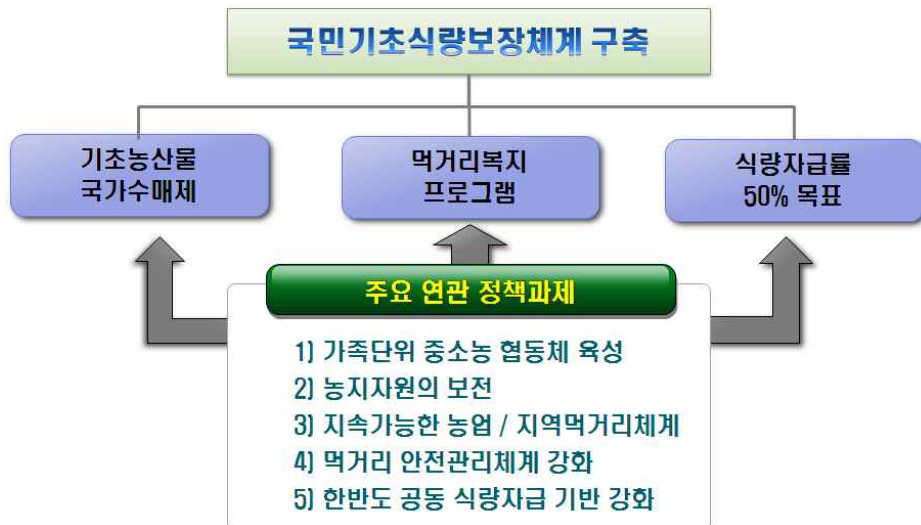 국민기초식량보장체계 구축
기초농산물
국가수매제
먹거리복지
프로그램
식량자급률
50% 목표
주요 연관 정책과제
1) 가족단위 중소농 협동체 육성
2) 농지자원의 보전
3) 지속가능한 농업 / 지역먹거리체계
4) 먹거리 안전관리체계 강화
5) 한반도 공동 식량자급 기반 강화